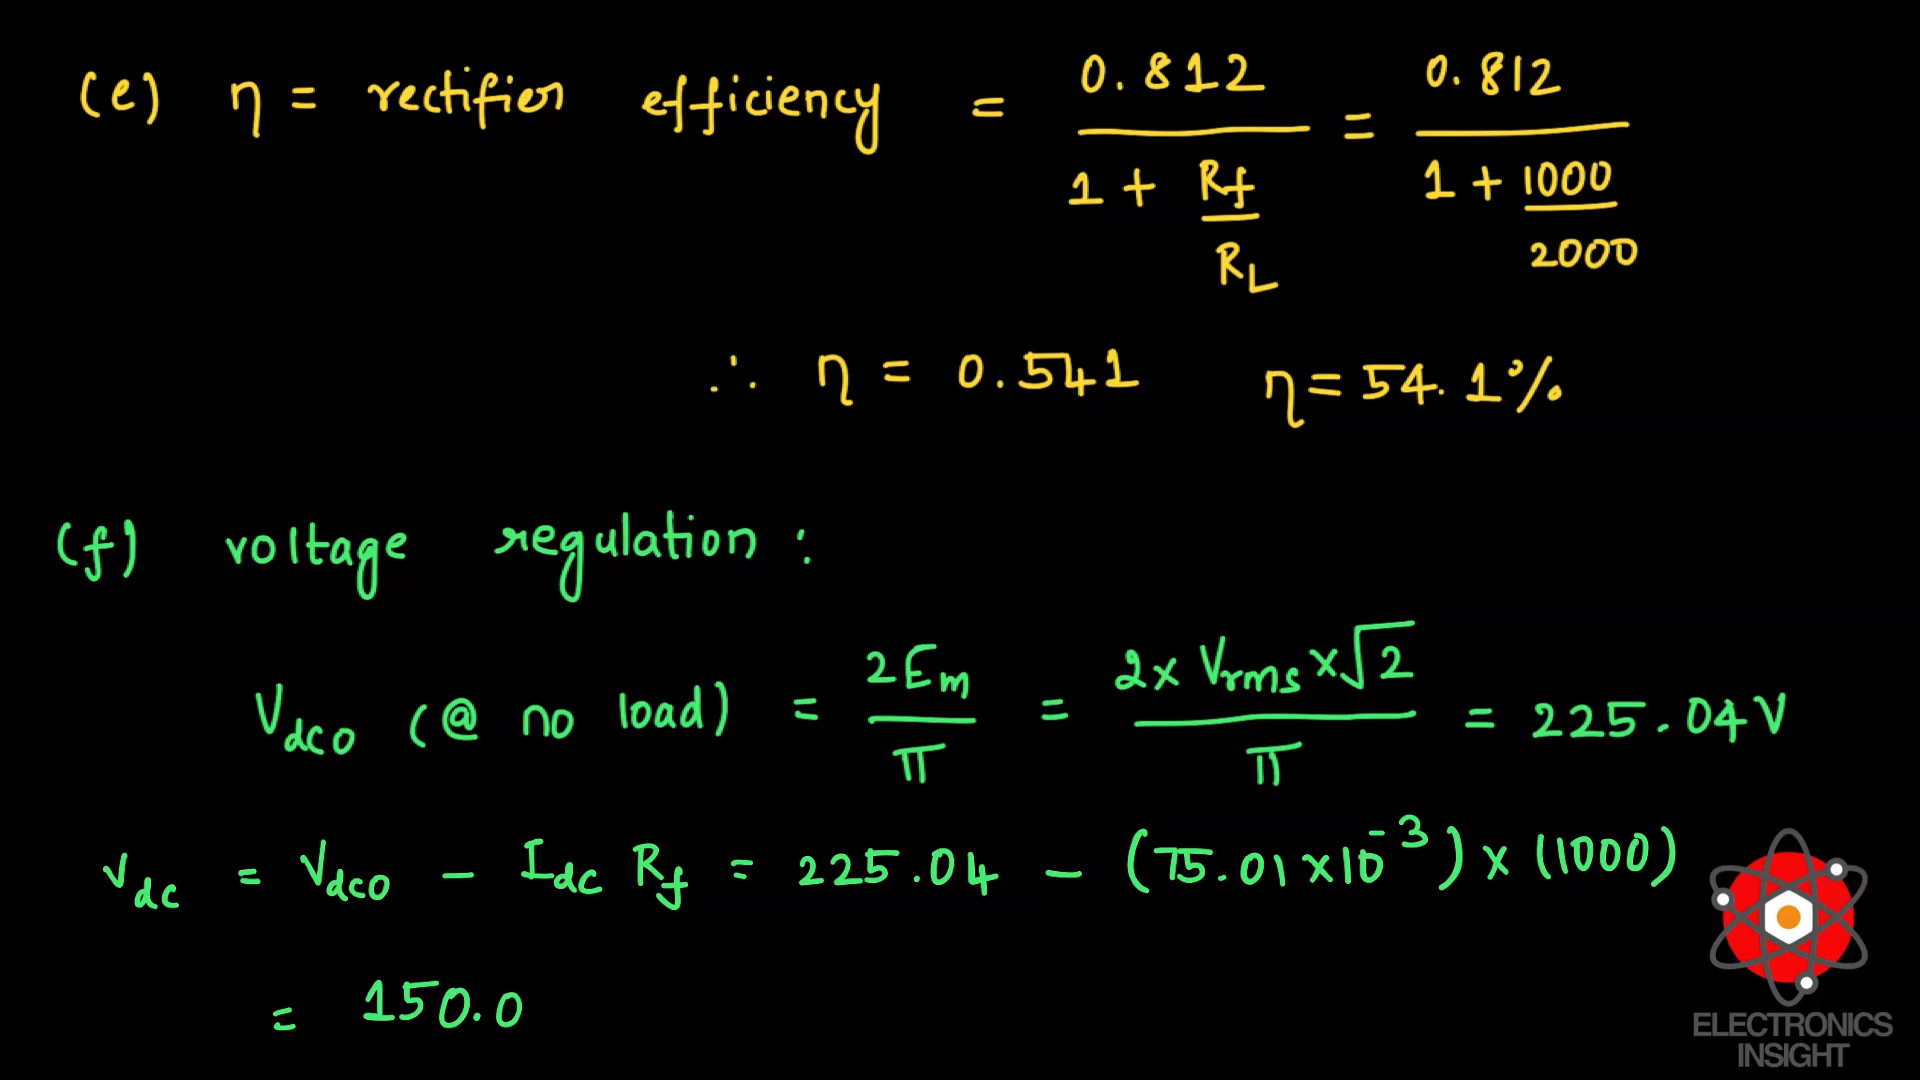 (e) η = rectifier efficiency = 0.812 / (1 + Rf/RL) = 0.812 / (1 + 1000/2000)
∴ η = 0.541 η = 54.1%
(f) voltage regulation :
Vdco (@ no load) = 2Em/π = 2 x Vrms x √2 / π = 225.04 V
Vdc = Vdco - Idc Rf = 225.04 - (75.01 x 10^-3) x (1000)
= 150.0
ELECTRONICS
INSIGHT